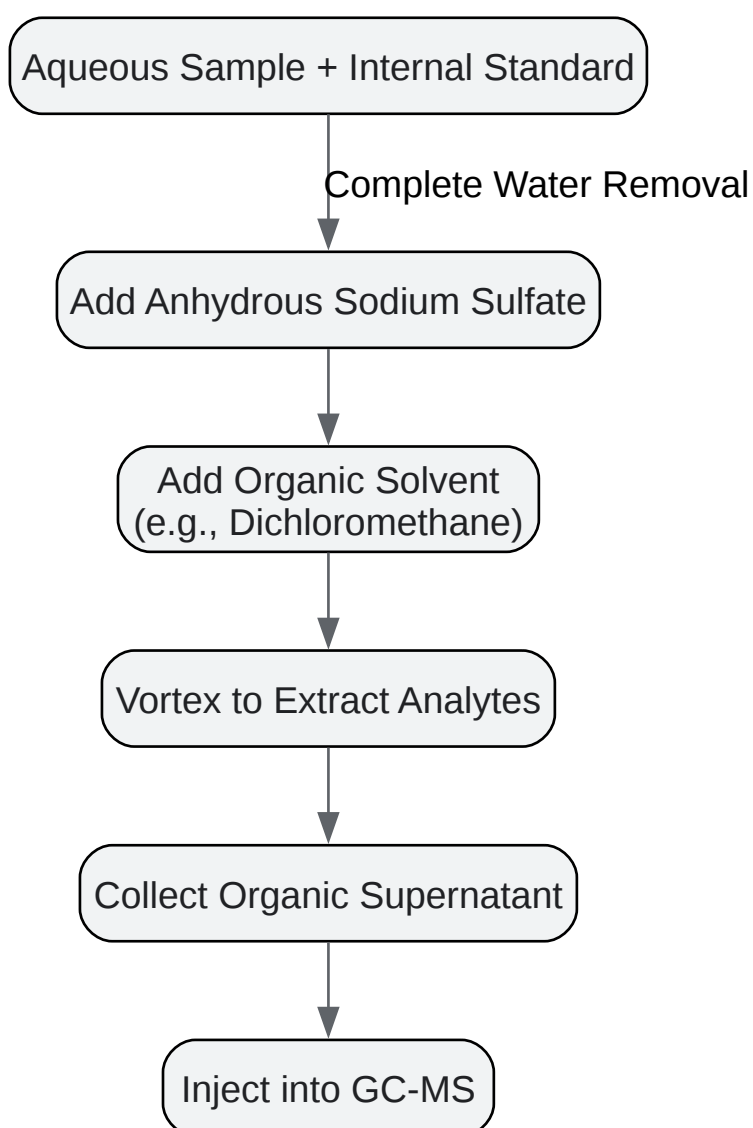 Aqueous Sample + Internal Standard
Complete Water Removal
Add Anhydrous Sodium Sulfate
Add Organic Solvent
(e.g., Dichloromethane)
Vortex to Extract Analytes
Collect Organic Supernatant
Inject into GC-MS